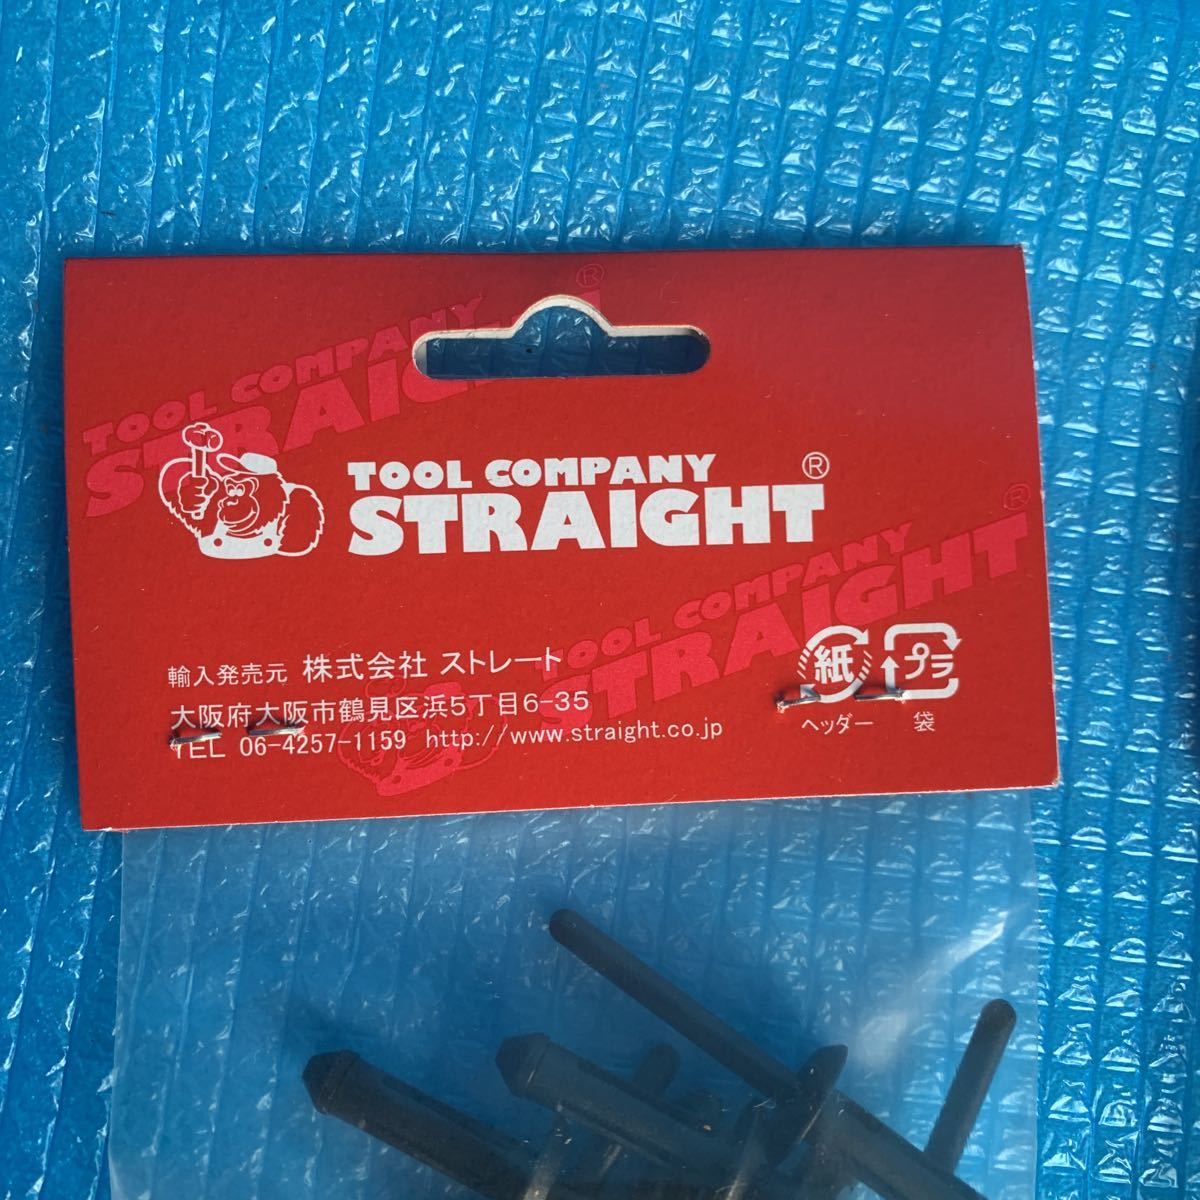 TOOL COMPANY
STRAIGHT®
TOOL COMPANY
STRAIGHT®
TOOL COMPANY
STRAIGHT®
輸入発売元 株式会社 ストレート
大阪府大阪市鶴見区浜5丁目6-35
TEL 06-4257-1159 http://www.straight.co.jp
紙 プラ
ヘッダー 袋